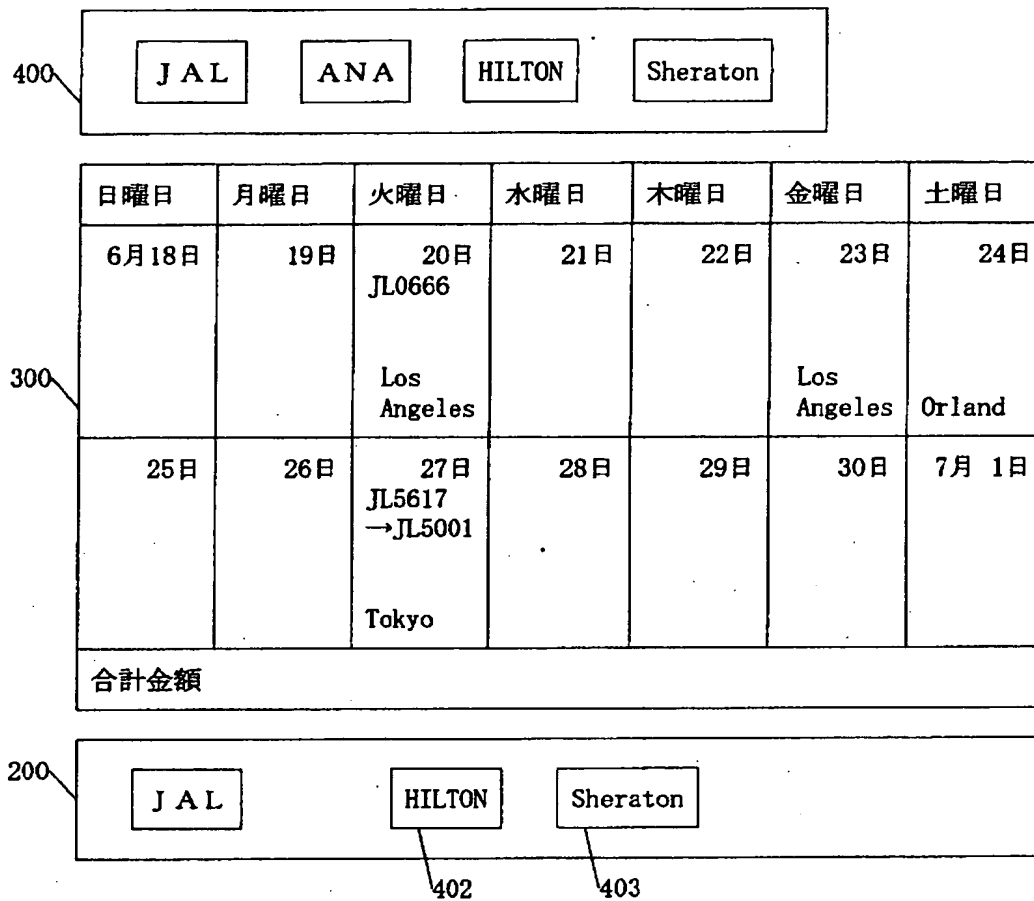 400
JAL ANA HILTON Sheraton
日曜日 月曜日 火曜日 水曜日 木曜日 金曜日 土曜日
6月18日 19日 20日 21日 22日 23日 24日
JL0666
300
Los Los
Angeles Angeles Orland
25日 26日 27日 28日 29日 30日 7月 1日
JL5617
→JL5001
Tokyo
合計金額
200
JAL HILTON Sheraton
402 403